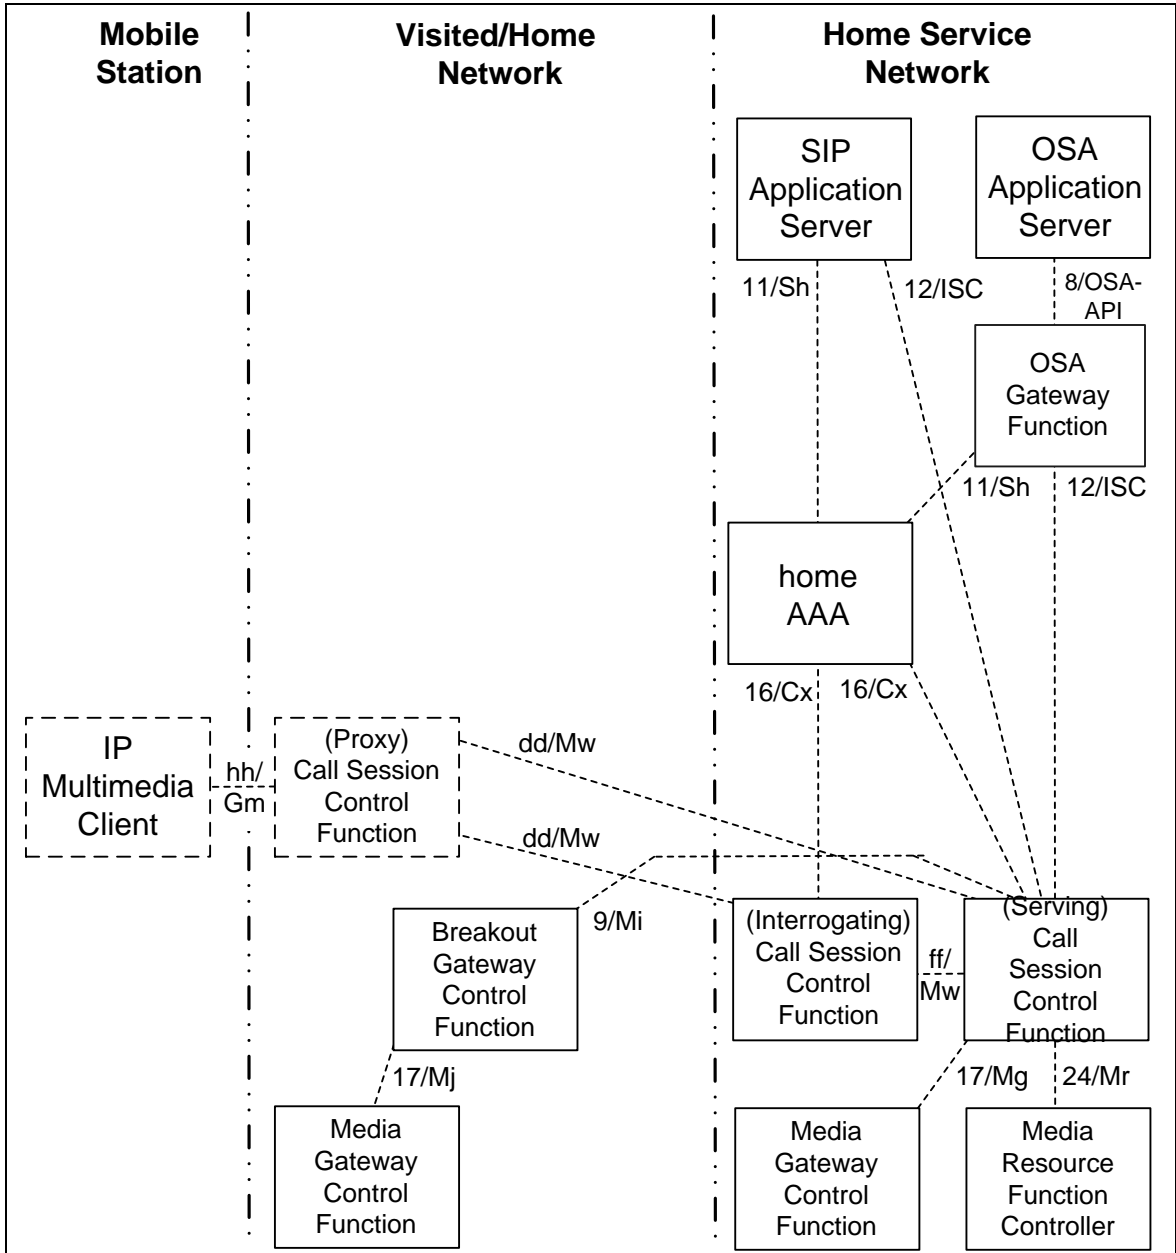 Mobile
Station
Visited/Home
Network
Home Service
Network
SIP
Application
Server
OSA
Application
Server
11/Sh
12/ISC
8/OSA-
API
OSA
Gateway
Function
11/Sh
12/ISC
home
AAA
16/Cx
16/Cx
IP
Multimedia
Client
hh/
Gm
(Proxy)
Call Session
Control
Function
dd/Mw
dd/Mw
9/Mi
Breakout
Gateway
Control
Function
(Interrogating)
Call Session
Control
Function
ff/
Mw
(Serving)
Call
Session
Control
Function
17/Mj
17/Mg
24/Mr
Media
Gateway
Control
Function
Media
Gateway
Control
Function
Media
Resource
Function
Controller